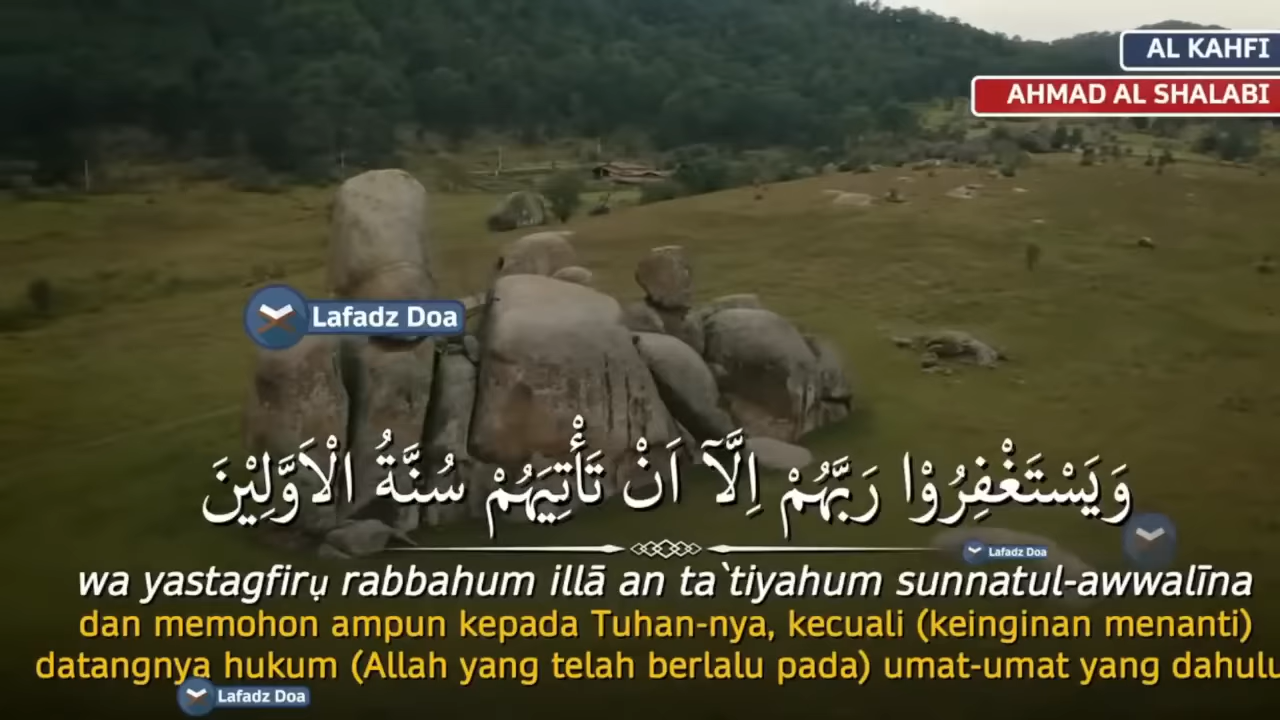 AL KAHFI
AHMAD AL SHALABI
Lafadz Doa
وَيَسْتَغْفِرُوْا رَبَّهُمْ اِلَّآ اَنْ تَأْتِيَهُمْ سُنَّةُ الْاَوَّلِيْنَ
Lafadz Doa
wa yastagfirụ rabbahum illā an ta`tiyahum sunnatul-awwalīna
dan memohon ampun kepada Tuhan-nya, kecuali (keinginan menanti)
datangnya hukum (Allah yang telah berlalu pada) umat-umat yang dahulu
Lafadz Doa